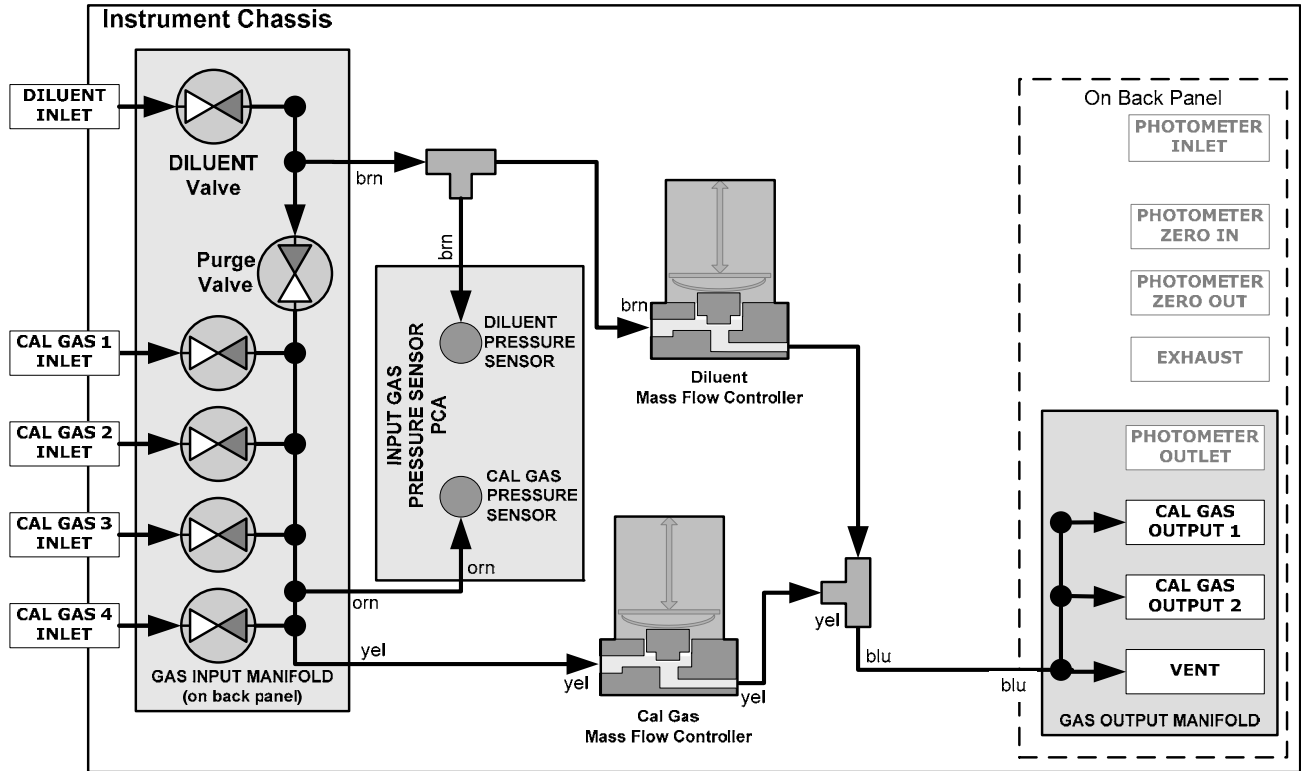 Instrument Chassis
DILUENT
INLET
DILUENT
Valve
Purge
Valve
CAL GAS 1
INLET
CAL GAS 2
INLET
CAL GAS 3
INLET
CAL GAS 4
INLET
GAS INPUT MANIFOLD
(on back panel)
brn
brn
INPUT GAS
PRESSURE SENSOR
PCA
DILUENT
PRESSURE
SENSOR
CAL GAS
PRESSURE
SENSOR
orn
orn
yel
brn
Diluent
Mass Flow Controller
yel
yel
Cal Gas
Mass Flow Controller
yel
blu
blu
On Back Panel
PHOTOMETER
INLET
PHOTOMETER
ZERO IN
PHOTOMETER
ZERO OUT
EXHAUST
PHOTOMETER
OUTLET
CAL GAS
OUTPUT 1
CAL GAS
OUTPUT 2
VENT
GAS OUTPUT MANIFOLD